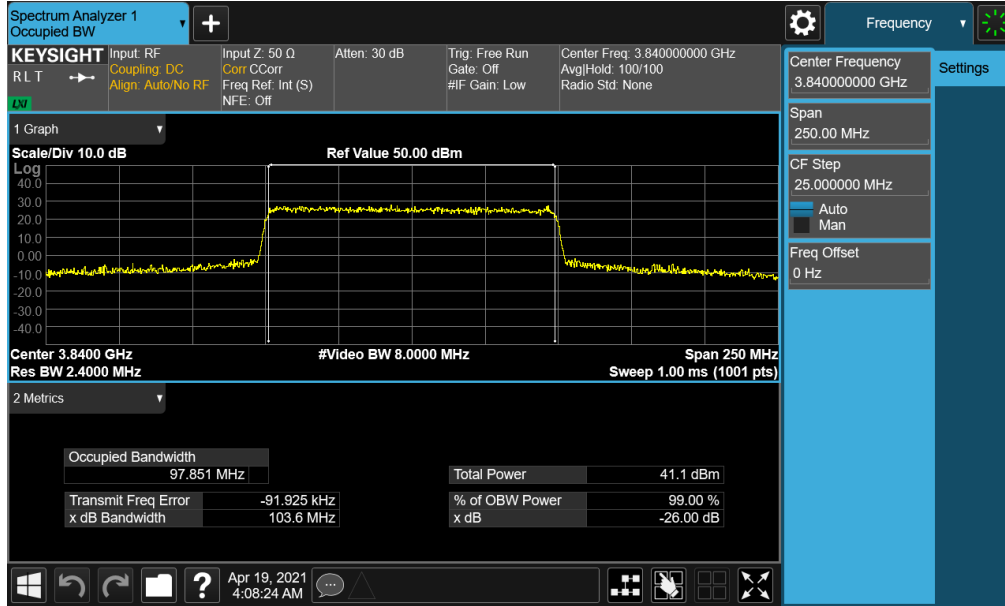 Spectrum Analyzer 1
Occupied BW
+
Frequency
KEYSIGHT
R L T
LXI
Input: RF
Coupling: DC
Align: Auto/No RF
Input Z: 50 Ω
Corr CCorr
Freq Ref: Int (S)
NFE: Off
Atten: 30 dB
Trig: Free Run
Gate: Off
#IF Gain: Low
Center Freq: 3.840000000 GHz
Avg|Hold: 100/100
Radio Std: None
Center Frequency
3.840000000 GHz
Settings
Span
250.00 MHz
CF Step
25.000000 MHz
Auto
Man
Freq Offset
0 Hz
1 Graph
Scale/Div 10.0 dB
Ref Value 50.00 dBm
Log
40.0
30.0
20.0
10.0
0.00
-10.0
-20.0
-30.0
-40.0
Center 3.8400 GHz
#Video BW 8.0000 MHz
Span 250 MHz
Res BW 2.4000 MHz
Sweep 1.00 ms (1001 pts)
2 Metrics
Occupied Bandwidth
97.851 MHz
Total Power 41.1 dBm
Transmit Freq Error -91.925 kHz
% of OBW Power 99.00 %
x dB Bandwidth 103.6 MHz
x dB -26.00 dB
?
Apr 19, 2021
4:08:24 AM